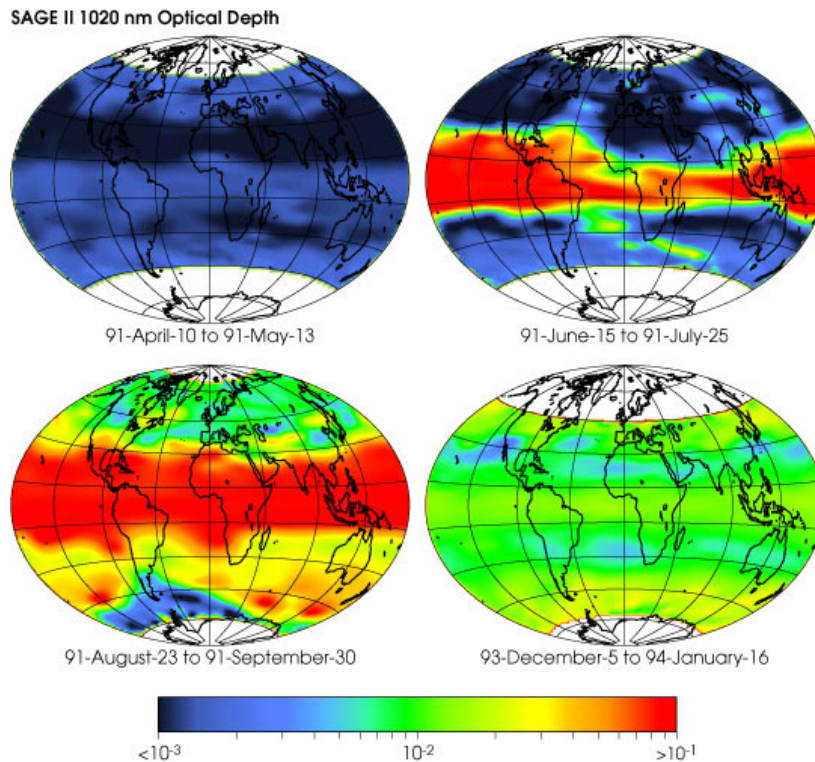 SAGE II 1020 nm Optical Depth
91-April-10 to 91-May-13
91-June-15 to 91-July-25
91-August-23 to 91-September-30
93-December-5 to 94-January-16
<10⁻³ 10⁻² >10⁻¹